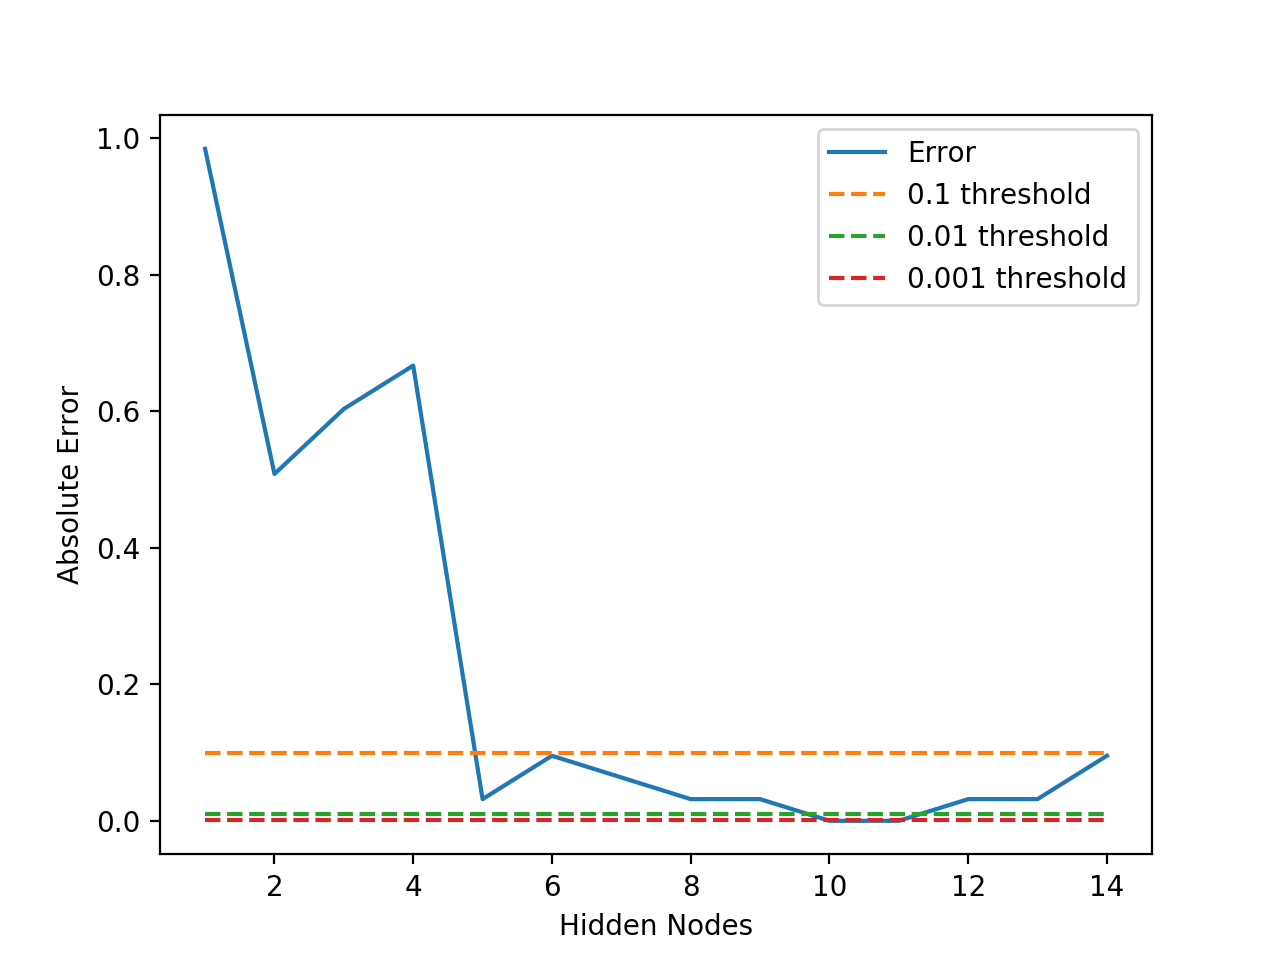 1.0
0.8
0.6
0.4
0.2
0.0
Absolute Error
2 4 6 8 10 12 14
Hidden Nodes
Error
0.1 threshold
0.01 threshold
0.001 threshold